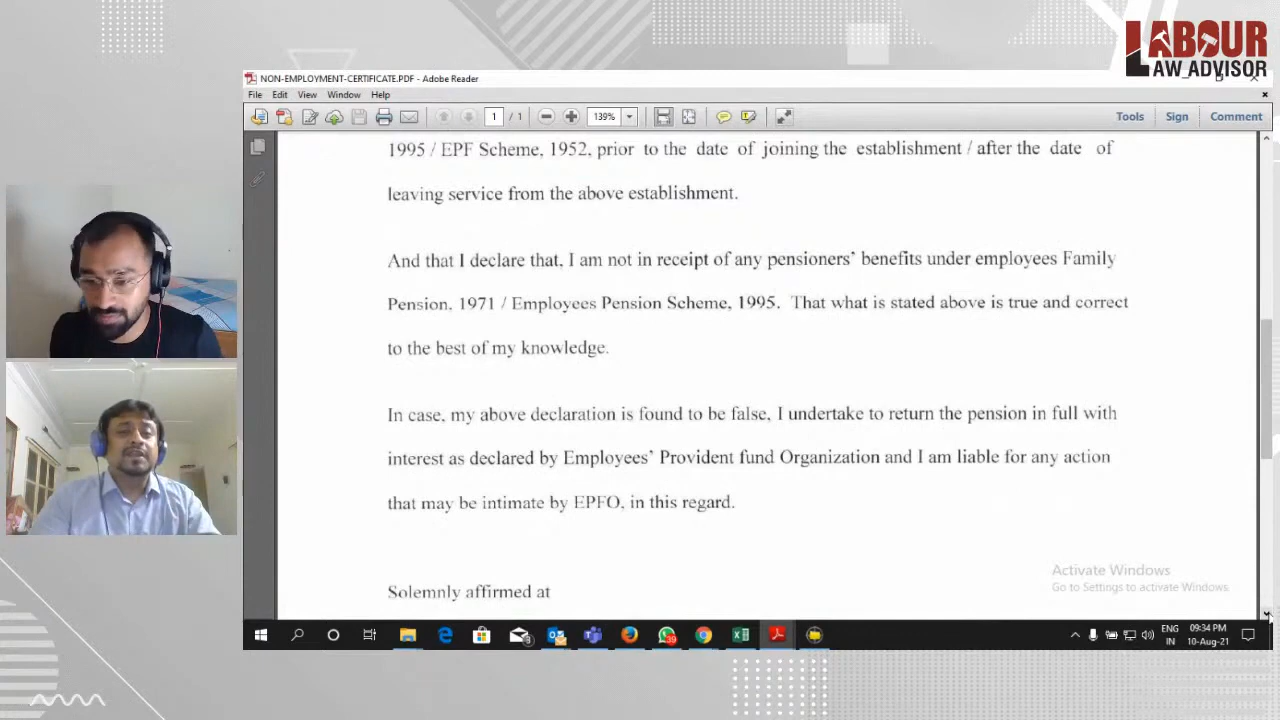 LABOUR
LAW_ADVISOR
NON-EMPLOYMENT-CERTIFICATE.PDF - Adobe Reader
File Edit View Window Help
1 / 1 139% Tools Sign Comment
1995 / EPF Scheme, 1952, prior to the date of joining the establishment / after the date of
leaving service from the above establishment.
And that I declare that, I am not in receipt of any pensioners' benefits under employees Family
Pension, 1971 / Employees Pension Scheme, 1995. That what is stated above is true and correct
to the best of my knowledge.
In case, my above declaration is found to be false, I undertake to return the pension in full with
interest as declared by Employees' Provident fund Organization and I am liable for any action
that may be intimate by EPFO, in this regard.
Solemnly affirmed at
Activate Windows
Go to Settings to activate Windows.
ENG
IN
09:34 PM
10-Aug-21